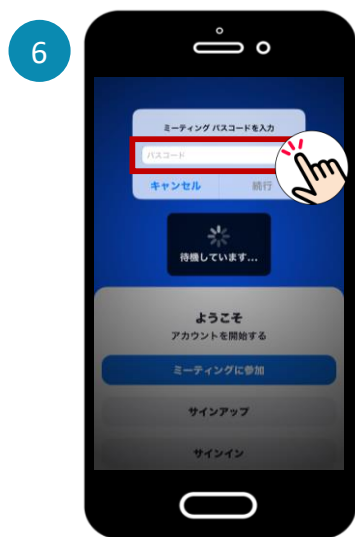 6
ミーティング パスコードを入力
パスコード
キャンセル 続行
待機しています...
ようこそ
アカウントを開始する
ミーティングに参加
サインアップ
サインイン